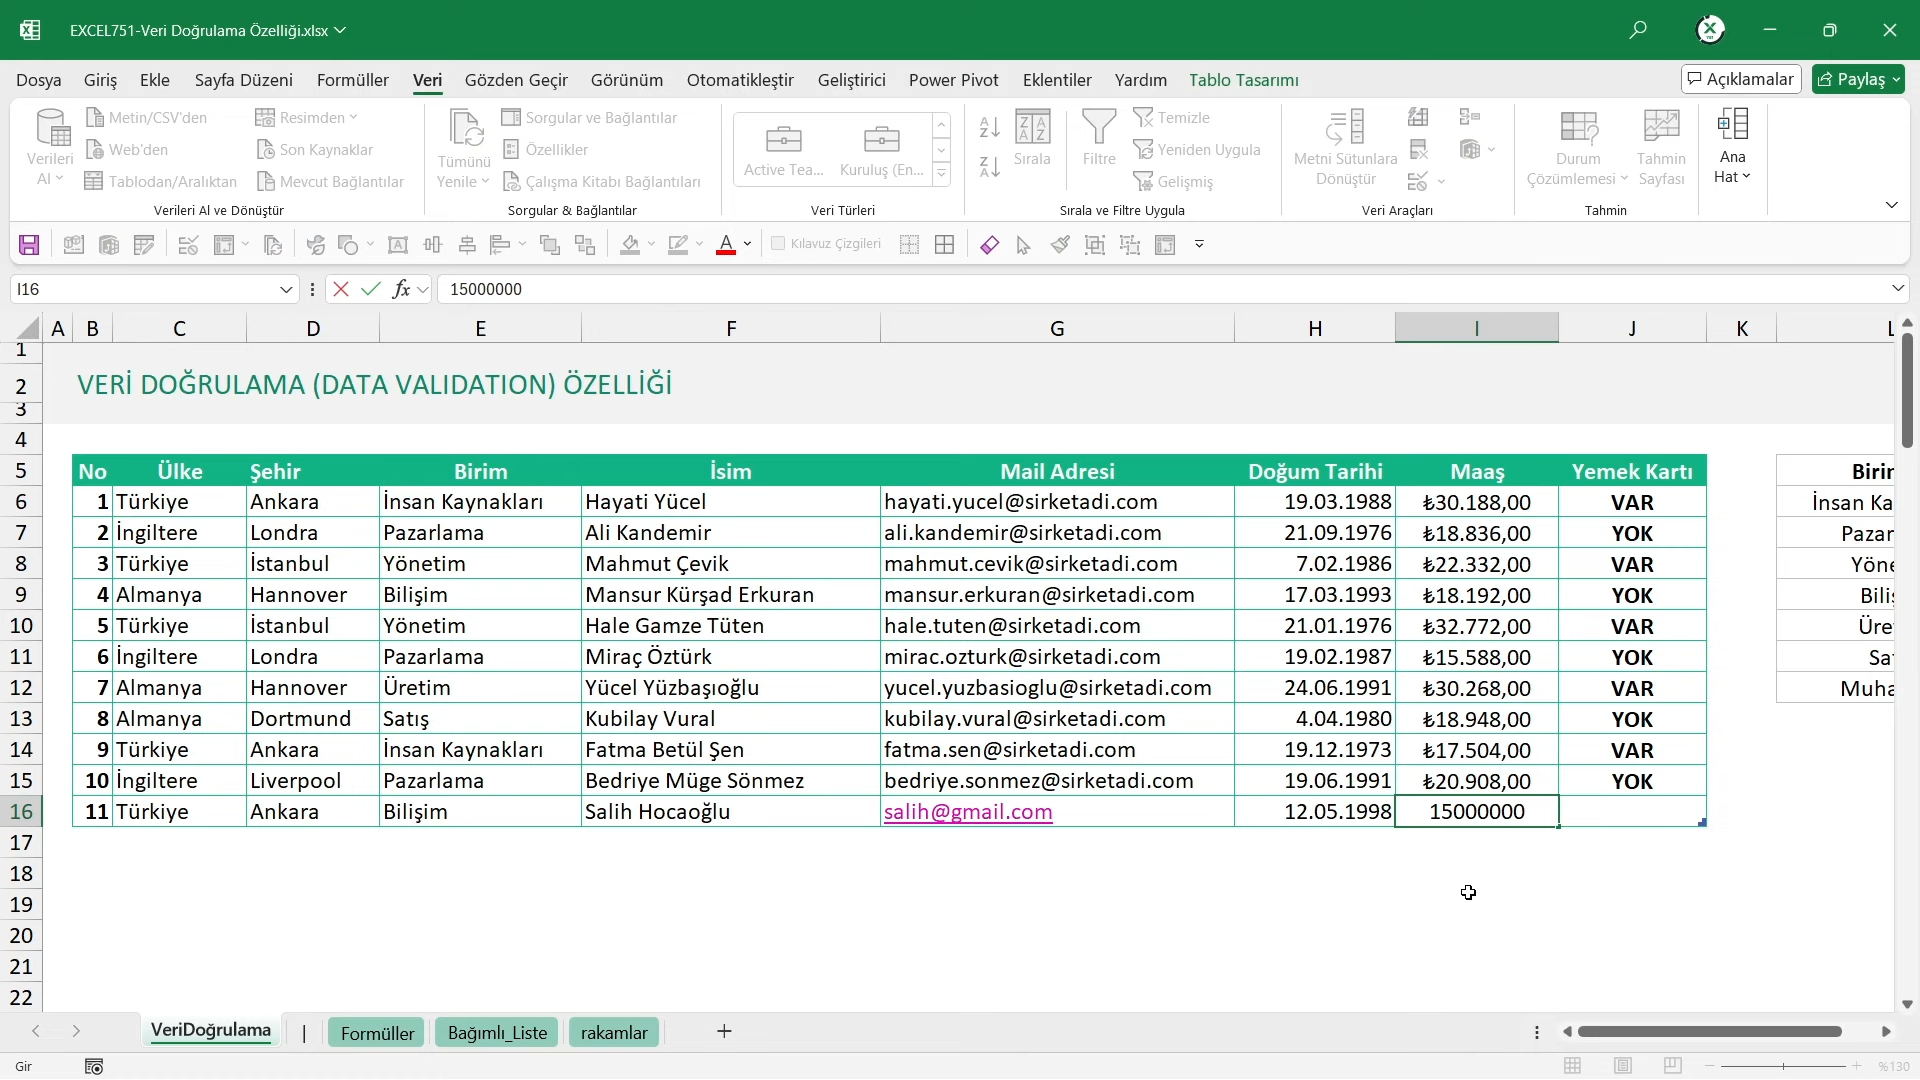 EXCEL751-Veri Doğrulama Özelliği.xlsx
Dosya Giriş Ekle Sayfa Düzeni Formüller Veri Gözden Geçir Görünüm Otomatikleştir Geliştirici Power Pivot Eklentiler Yardım Tablo Tasarımı Açıklamalar Paylaş
Verileri Al
Metin/CSV'den
Web'den
Tablodan/Aralıktan
Resimden
Son Kaynaklar
Mevcut Bağlantılar
Verileri Al ve Dönüştür
Tümünü Yenile
Sorgular ve Bağlantılar
Özellikler
Çalışma Kitabı Bağlantıları
Sorgular & Bağlantılar
Active Tea... Kuruluş (En...
Veri Türleri
Sırala
Filtre
Temizle
Yeniden Uygula
Gelişmiş
Sırala ve Filtre Uygula
Metni Sütunlara
Dönüştür
Veri Araçları
Durum
Çözümlemesi
Tahmin
Sayfası
Tahmin
Ana
Hat
Kılavuz Çizgileri
I16 fx 15000000
A B C D E F G H I J K L
1
2 VERİ DOĞRULAMA (DATA VALIDATION) ÖZELLİĞİ
3
4
5 No Ülke Şehir Birim İsim Mail Adresi Doğum Tarihi Maaş Yemek Kartı Birir
6 1 Türkiye Ankara İnsan Kaynakları Hayati Yücel hayati.yucel@sirketadi.com 19.03.1988 ₺30.188,00 VAR İnsan Ka
7 2 İngiltere Londra Pazarlama Ali Kandemir ali.kandemir@sirketadi.com 21.09.1976 ₺18.836,00 YOK Pazar
8 3 Türkiye İstanbul Yönetim Mahmut Çevik mahmut.cevik@sirketadi.com 7.02.1986 ₺22.332,00 VAR Yöne
9 4 Almanya Hannover Bilişim Mansur Kürşad Erkuran mansur.erkuran@sirketadi.com 17.03.1993 ₺18.192,00 YOK Biliş
10 5 Türkiye İstanbul Yönetim Hale Gamze Tüten hale.tuten@sirketadi.com 21.01.1976 ₺32.772,00 VAR Üre
11 6 İngiltere Londra Pazarlama Miraç Öztürk mirac.ozturk@sirketadi.com 19.02.1987 ₺15.588,00 YOK Sa
12 7 Almanya Hannover Üretim Yücel Yüzbaşıoğlu yucel.yuzbasioglu@sirketadi.com 24.06.1991 ₺30.268,00 VAR Muha
13 8 Almanya Dortmund Satış Kubilay Vural kubilay.vural@sirketadi.com 4.04.1980 ₺18.948,00 YOK
14 9 Türkiye Ankara İnsan Kaynakları Fatma Betül Şen fatma.sen@sirketadi.com 19.12.1973 ₺17.504,00 VAR
15 10 İngiltere Liverpool Pazarlama Bedriye Müge Sönmez bedriye.sonmez@sirketadi.com 19.06.1991 ₺20.908,00 YOK
16 11 Türkiye Ankara Bilişim Salih Hocaoğlu salih@gmail.com 12.05.1998 15000000
17
18
19
20
21
22
VeriDoğrulama | Formüller Bağımlı_Liste rakamlar
Gir %130